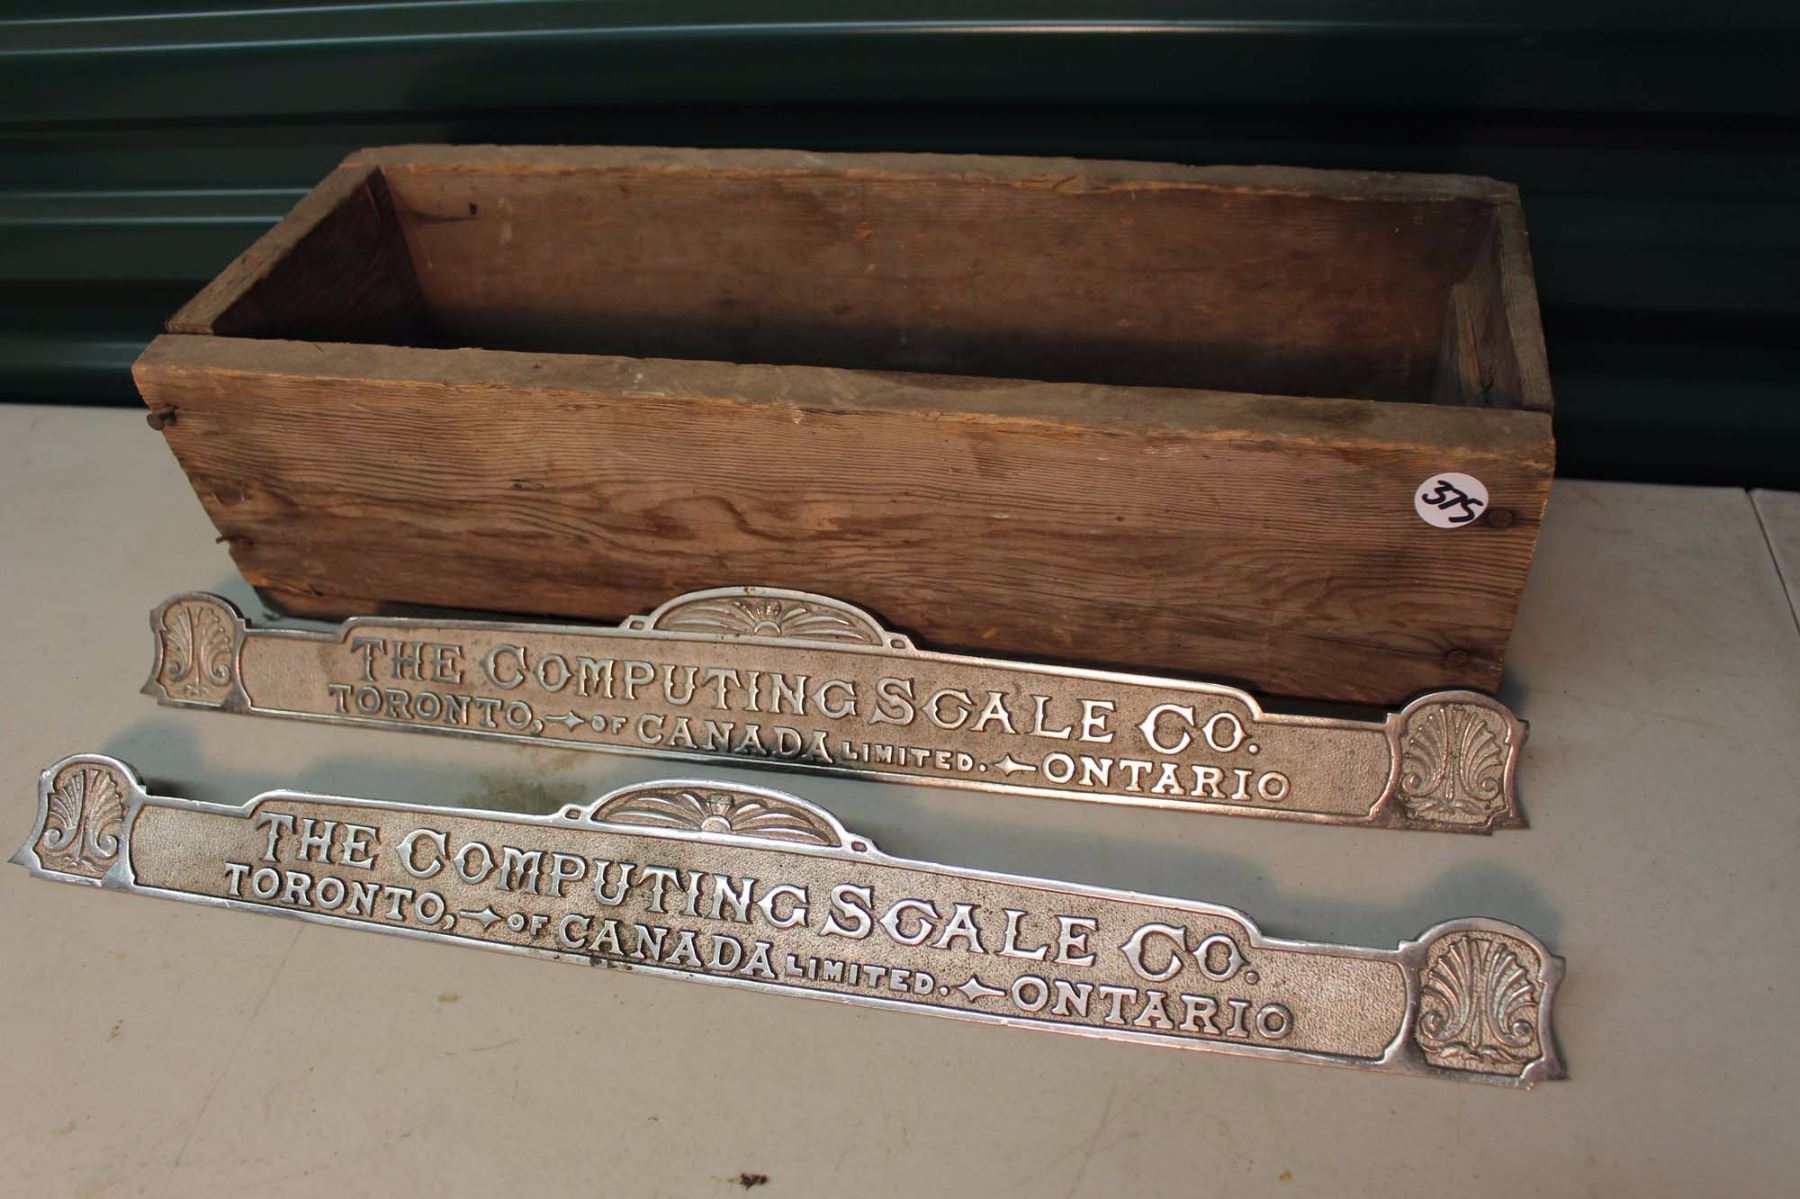 375
THE COMPUTING SCALE CO.
TORONTO, OF CANADA LIMITED. ONTARIO
THE COMPUTING SCALE CO.
TORONTO, OF CANADA LIMITED. ONTARIO